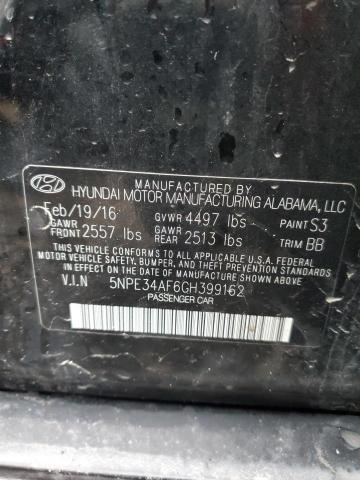 MANUFACTURED BY
HYUNDAI MOTOR MANUFACTURING ALABAMA, LLC
Feb/19/16 GVWR 4497 lbs PAINT S3
GAWR FRONT 2557 lbs GAWR REAR 2513 lbs TRIM BB
THIS VEHICLE CONFORMS TO ALL APPLICABLE U.S.A FEDERAL
MOTOR VEHICLE SAFETY, BUMPER, AND THEFT PREVENTION
STANDARDS IN EFFECT ON THE DATE OF MANUFACTURE SHOWN ABOVE
V.I.N 5NPE34AF6GH399162
PASSENGER CAR